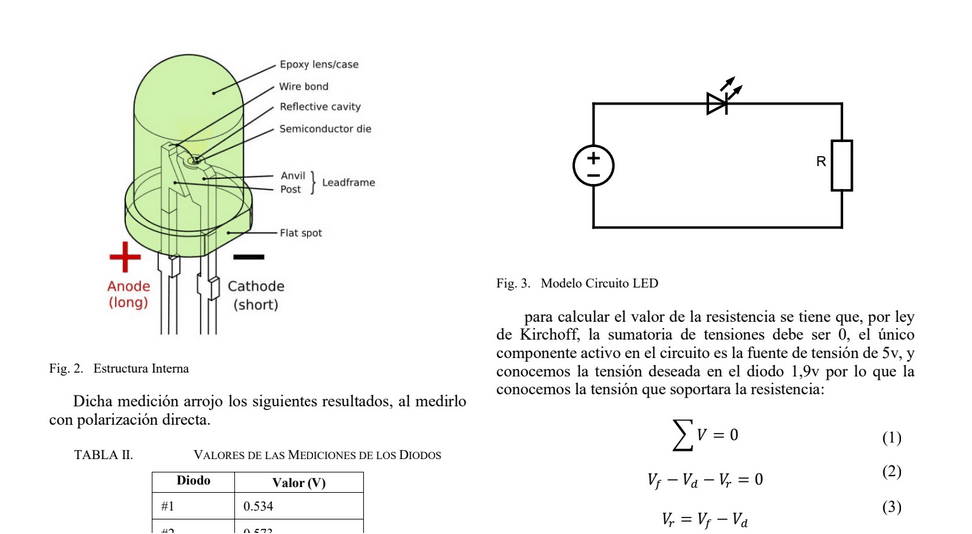 Epoxy lens/case
Wire bond
Reflective cavity
Semiconductor die
Anvil
Post
Leadframe
Flat spot
+
Anode
(long)
−
Cathode
(short)
Fig. 2. Estructura Interna
Dicha medición arrojo los siguientes resultados, al medirlo
con polarización directa.
TABLA II. VALORES DE LAS MEDICIONES DE LOS DIODOS
Diodo Valor (V)
#1 0.534
R
Fig. 3. Modelo Circuito LED
para calcular el valor de la resistencia se tiene que, por ley
de Kirchoff, la sumatoria de tensiones debe ser 0, el único
componente activo en el circuito es la fuente de tensión de 5v, y
conocemos la tensión deseada en el diodo 1,9v por lo que la
conocemos la tensión que soportara la resistencia:
∑V = 0 (1)
V_f − V_d − V_r = 0 (2)
V_r = V_f − V_d (3)